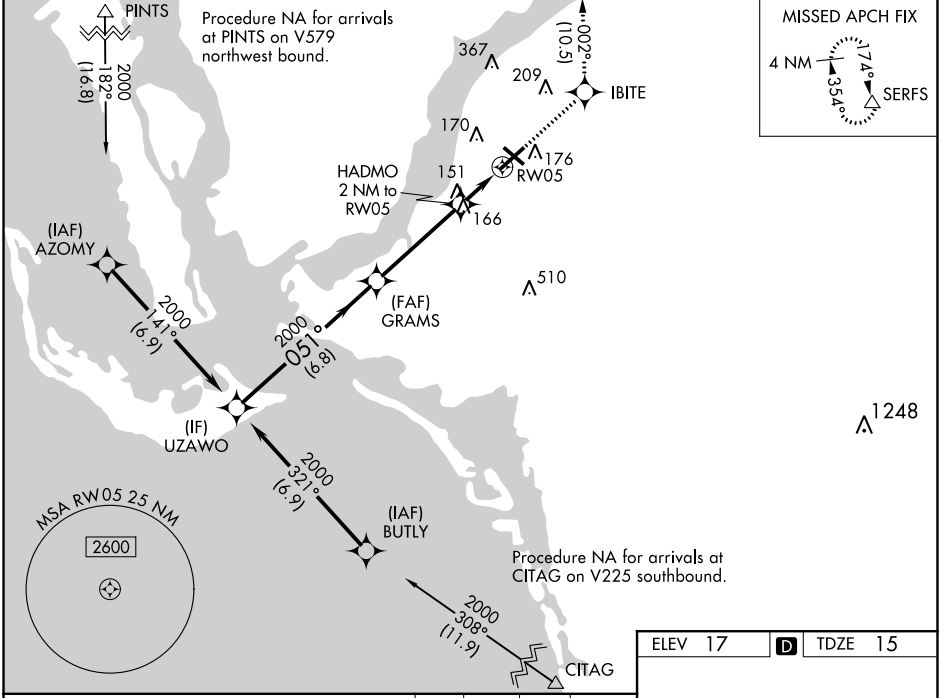 PINTS
2000
182°
(16.8)
Procedure NA for arrivals
at PINTS on V579
northwest bound.
367
209
002°
(10.5)
IBITE
MISSED APCH FIX
4 NM
174°
354°
SERFS
170
176
RW05
HADMO
2 NM to
RW05
151
166
(IAF)
AZOMY
2000
141°
(6.9)
510
(FAF)
GRAMS
2000
051°
(6.8)
(IF)
UZAWO
1248
2000
321°
(6.9)
(IAF)
BUTLY
MSA RW05 25 NM
2600
Procedure NA for arrivals at
CITAG on V225 southbound.
2000
308°
(11.9)
CITAG
ELEV 17 D TDZE 15